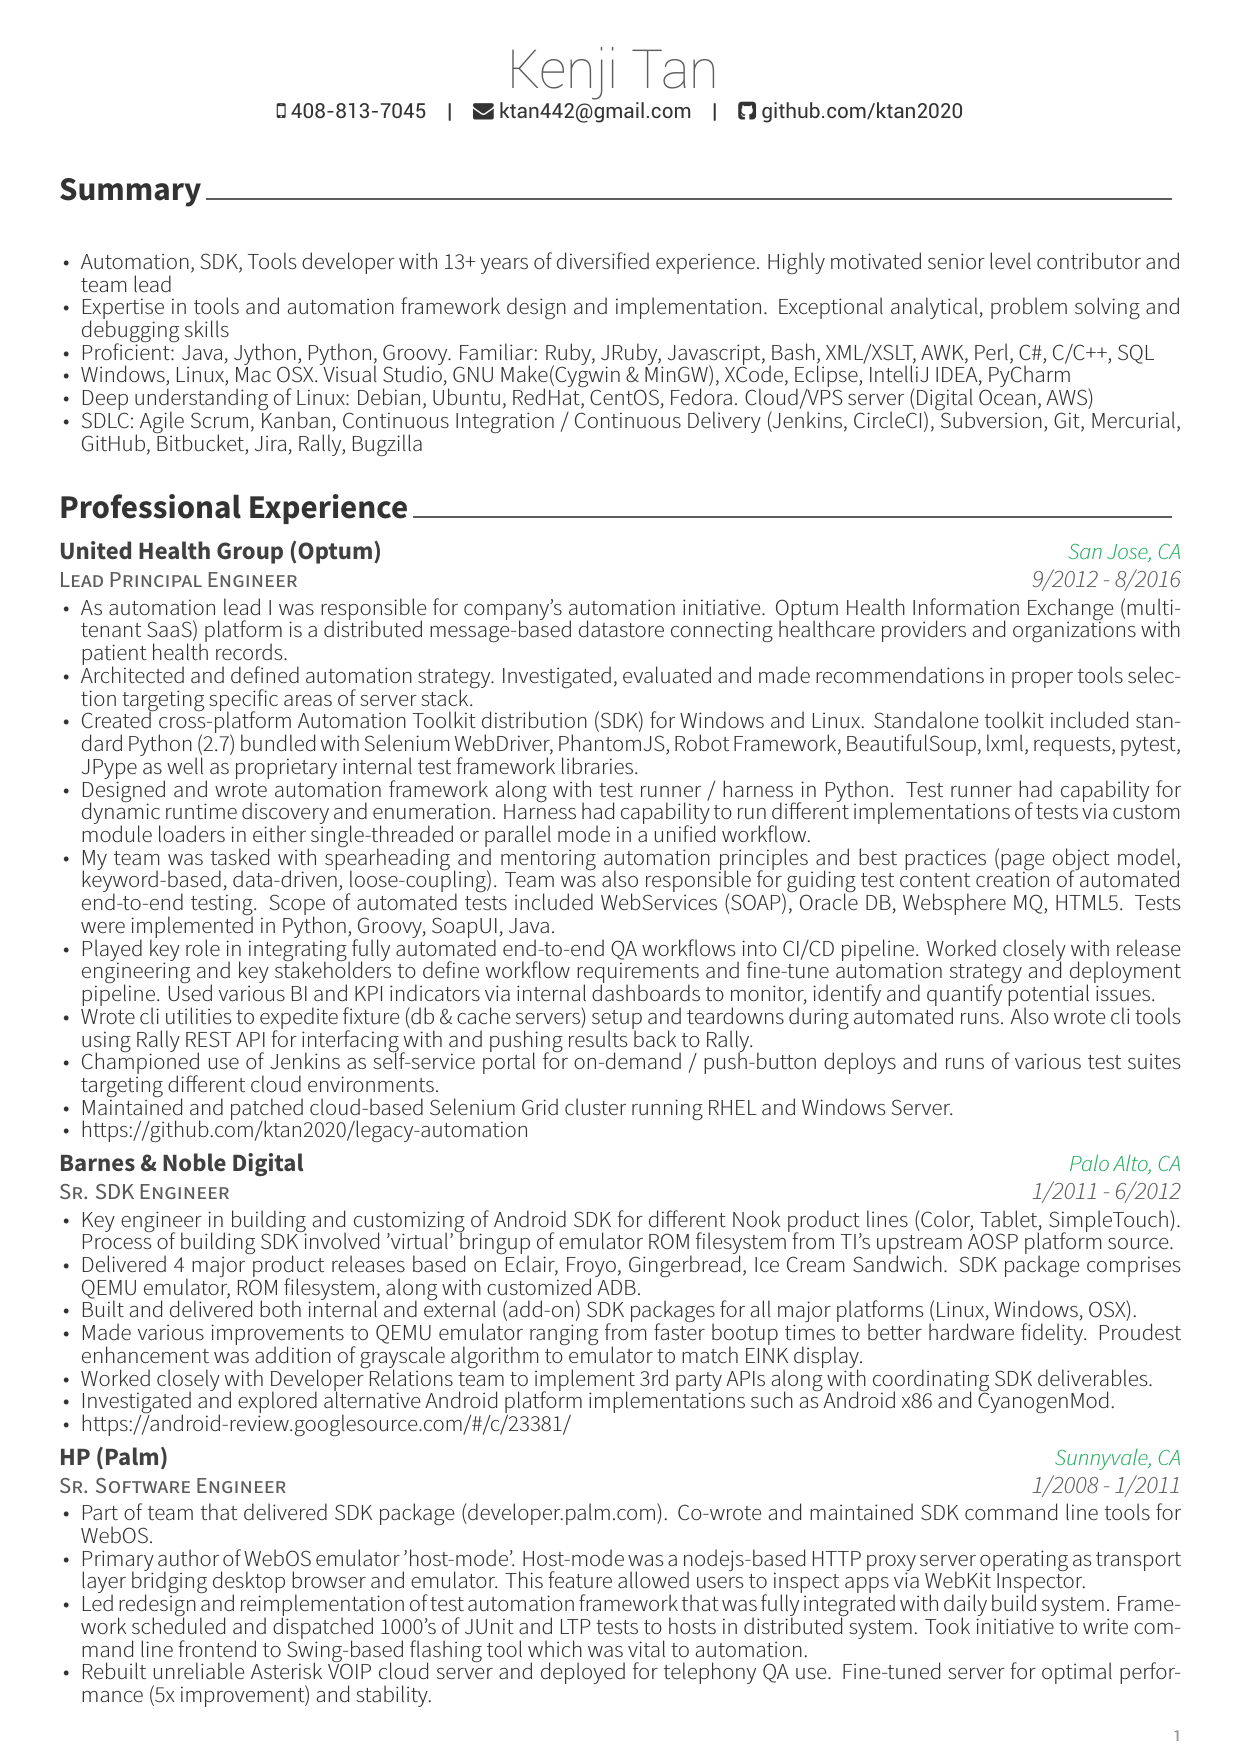 Kenji Tan
408-813-7045 | ktan442@gmail.com | github.com/ktan2020
Summary
• Automation, SDK, Tools developer with 13+ years of diversified experience. Highly motivated senior level contributor and
team lead
• Expertise in tools and automation framework design and implementation. Exceptional analytical, problem solving and
debugging skills
• Proficient: Java, Jython, Python, Groovy. Familiar: Ruby, JRuby, Javascript, Bash, XML/XSLT, AWK, Perl, C#, C/C++, SQL
• Windows, Linux, Mac OSX. Visual Studio, GNU Make(Cygwin & MinGW), XCode, Eclipse, IntelliJ IDEA, PyCharm
• Deep understanding of Linux: Debian, Ubuntu, RedHat, CentOS, Fedora. Cloud/VPS server (Digital Ocean, AWS)
• SDLC: Agile Scrum, Kanban, Continuous Integration / Continuous Delivery (Jenkins, CircleCI), Subversion, Git, Mercurial,
GitHub, Bitbucket, Jira, Rally, Bugzilla
Professional Experience
United Health Group (Optum) San Jose, CA
Lead Principal Engineer 9/2012 - 8/2016
• As automation lead I was responsible for company’s automation initiative. Optum Health Information Exchange (multi-
tenant SaaS) platform is a distributed message-based datastore connecting healthcare providers and organizations with
patient health records.
• Architected and defined automation strategy. Investigated, evaluated and made recommendations in proper tools selec-
tion targeting specific areas of server stack.
• Created cross-platform Automation Toolkit distribution (SDK) for Windows and Linux. Standalone toolkit included stan-
dard Python (2.7) bundled with Selenium WebDriver, PhantomJS, Robot Framework, BeautifulSoup, lxml, requests, pytest,
JPype as well as proprietary internal test framework libraries.
• Designed and wrote automation framework along with test runner / harness in Python. Test runner had capability for
dynamic runtime discovery and enumeration. Harness had capability to run different implementations of tests via custom
module loaders in either single-threaded or parallel mode in a unified workflow.
• My team was tasked with spearheading and mentoring automation principles and best practices (page object model,
keyword-based, data-driven, loose-coupling). Team was also responsible for guiding test content creation of automated
end-to-end testing. Scope of automated tests included WebServices (SOAP), Oracle DB, Websphere MQ, HTML5. Tests
were implemented in Python, Groovy, SoapUI, Java.
• Played key role in integrating fully automated end-to-end QA workflows into CI/CD pipeline. Worked closely with release
engineering and key stakeholders to define workflow requirements and fine-tune automation strategy and deployment
pipeline. Used various BI and KPI indicators via internal dashboards to monitor, identify and quantify potential issues.
• Wrote cli utilities to expedite fixture (db & cache servers) setup and teardowns during automated runs. Also wrote cli tools
using Rally REST API for interfacing with and pushing results back to Rally.
• Championed use of Jenkins as self-service portal for on-demand / push-button deploys and runs of various test suites
targeting different cloud environments.
• Maintained and patched cloud-based Selenium Grid cluster running RHEL and Windows Server.
• https://github.com/ktan2020/legacy-automation
Barnes & Noble Digital Palo Alto, CA
Sr. SDK Engineer 1/2011 - 6/2012
• Key engineer in building and customizing of Android SDK for different Nook product lines (Color, Tablet, SimpleTouch).
Process of building SDK involved ’virtual’ bringup of emulator ROM filesystem from TI’s upstream AOSP platform source.
• Delivered 4 major product releases based on Eclair, Froyo, Gingerbread, Ice Cream Sandwich. SDK package comprises
QEMU emulator, ROM filesystem, along with customized ADB.
• Built and delivered both internal and external (add-on) SDK packages for all major platforms (Linux, Windows, OSX).
• Made various improvements to QEMU emulator ranging from faster bootup times to better hardware fidelity. Proudest
enhancement was addition of grayscale algorithm to emulator to match EINK display.
• Worked closely with Developer Relations team to implement 3rd party APIs along with coordinating SDK deliverables.
• Investigated and explored alternative Android platform implementations such as Android x86 and CyanogenMod.
• https://android-review.googlesource.com/#/c/23381/
HP (Palm) Sunnyvale, CA
Sr. Software Engineer 1/2008 - 1/2011
• Part of team that delivered SDK package (developer.palm.com). Co-wrote and maintained SDK command line tools for
WebOS.
• Primary author of WebOS emulator ’host-mode’. Host-mode was a nodejs-based HTTP proxy server operating as transport
layer bridging desktop browser and emulator. This feature allowed users to inspect apps via WebKit Inspector.
• Led redesign and reimplementation of test automation framework that was fully integrated with daily build system. Frame-
work scheduled and dispatched 1000’s of JUnit and LTP tests to hosts in distributed system. Took initiative to write com-
mand line frontend to Swing-based flashing tool which was vital to automation.
• Rebuilt unreliable Asterisk VOIP cloud server and deployed for telephony QA use. Fine-tuned server for optimal perfor-
mance (5x improvement) and stability.
1